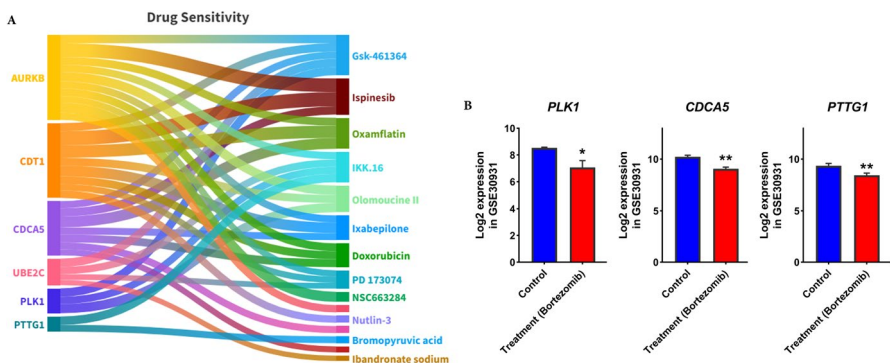 A
Drug Sensitivity
AURKB
CDT1
CDCA5
UBE2C
PLK1
PTTG1
Gsk-461364
Ispinesib
Oxamflatin
IKK.16
Olomoucine II
Ixabepilone
Doxorubicin
PD 173074
NSC663284
Nutlin-3
Bromopyruvic acid
Ibandronate sodium
B
PLK1
Log2 expression
in GSE30931
10
8
6
4
2
0
Control
Treatment (Bortezomib)
*
CDCA5
Log2 expression
in GSE30931
10
5
0
Control
Treatment (Bortezomib)
**
PTTG1
Log2 expression
in GSE30931
10
5
0
Control
Treatment (Bortezomib)
**